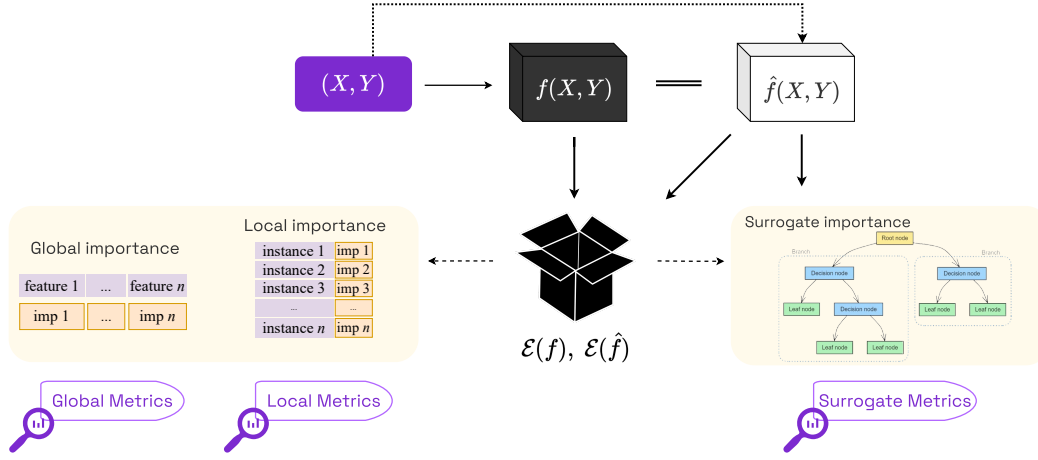 (X, Y)
f(X, Y)
f̂(X, Y)
Global importance
feature 1 ... feature n
imp 1 ... imp n
Local importance
instance 1 imp 1
instance 2 imp 2
instance 3 imp 3
... ...
instance n imp n
ℰ(f), ℰ(f̂)
Surrogate importance
Root node
Branch
Branch
Decision node
Decision node
Leaf node
Decision node
Leaf node
Leaf node
Leaf node
Leaf node
Global Metrics
Local Metrics
Surrogate Metrics